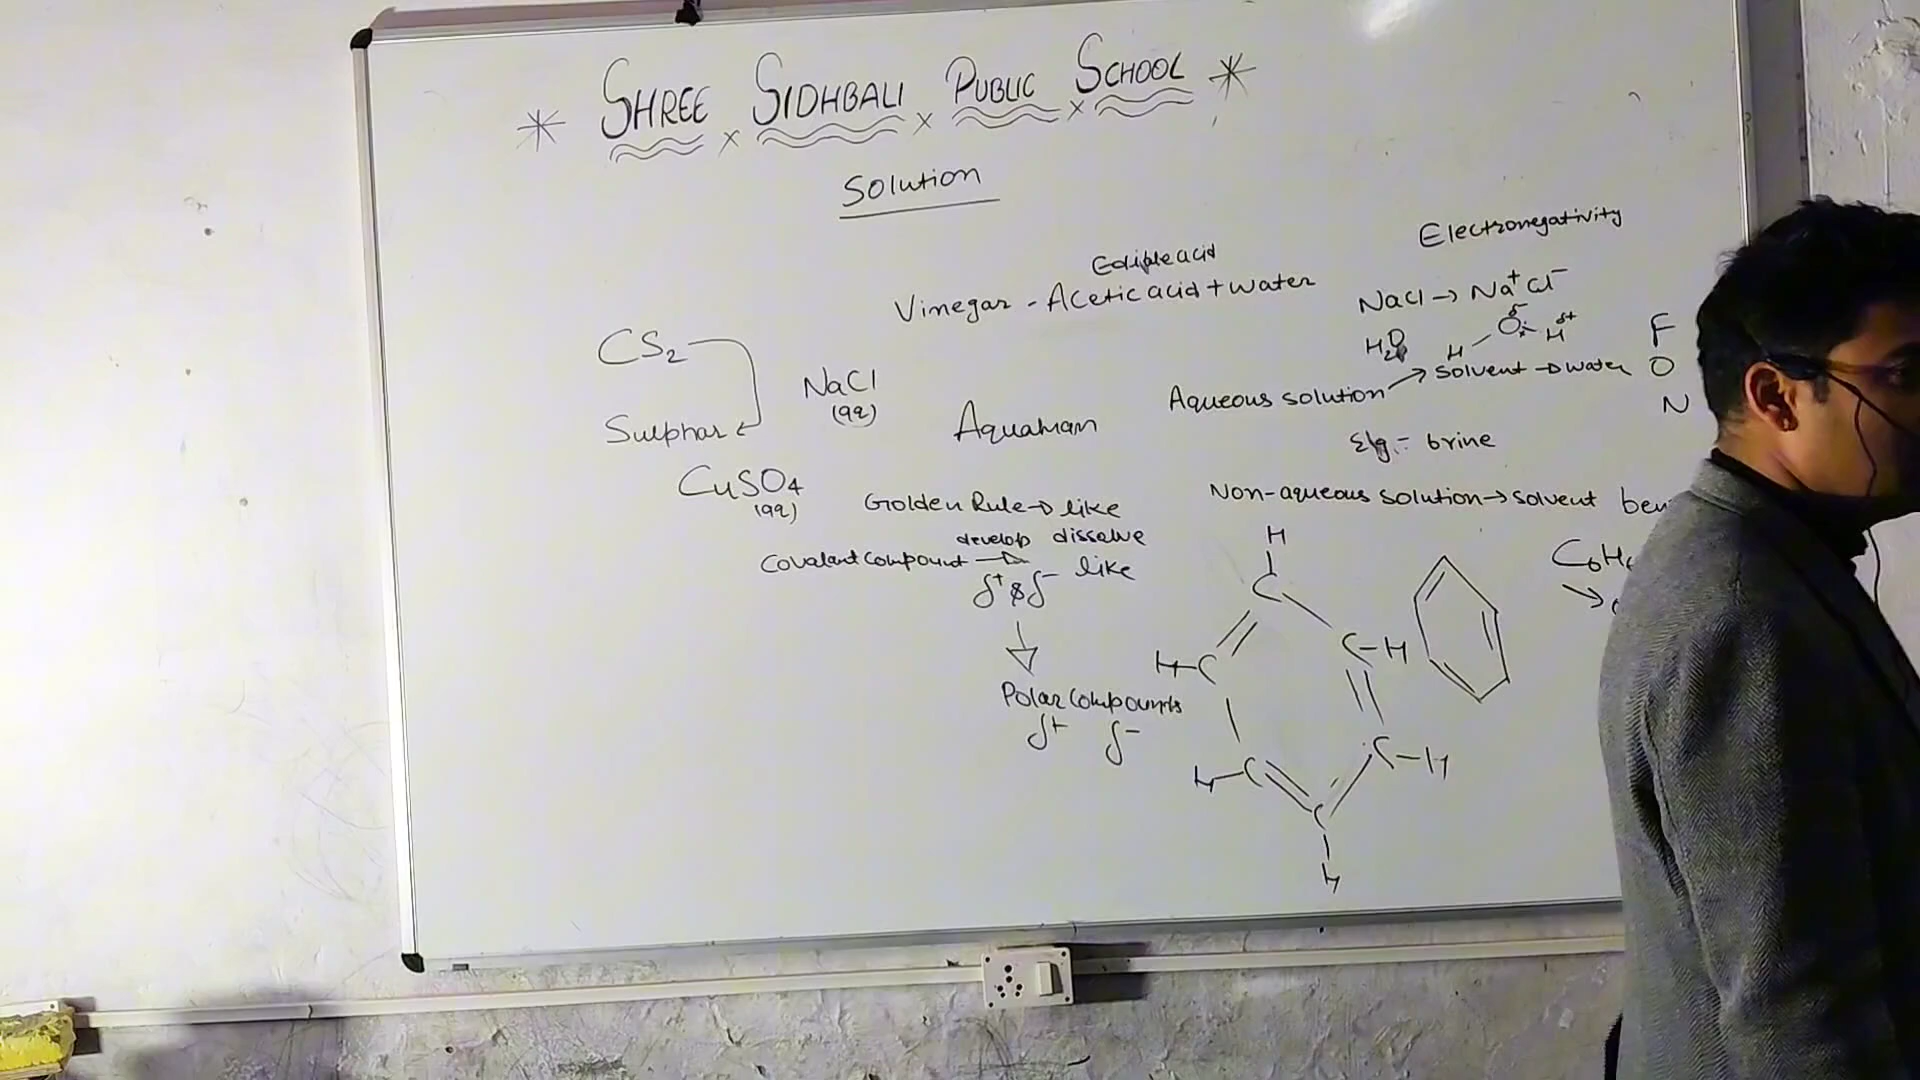 * SHREE SIDHBALI PUBLIC SCHOOL *
Solution
Electronegativity
Edible acid
Vinegar - Acetic acid + water
NaCl → Na⁺ Cl⁻
H₂O
H O δ⁻ H δ⁺
F
O
N
CS₂
Sulphar
NaCl
(aq)
Aquaman
Aqueous solution → Solvent → water
E.g. - brine
CuSO₄
(aq)
Golden Rule → like
dissolve
like
Non-aqueous solution → solvent
Covalent compound develop →
δ⁺ & δ⁻
Polar compounds
δ⁺ δ⁻
H
C
C-H
H-C
C-H
H-C
C
H